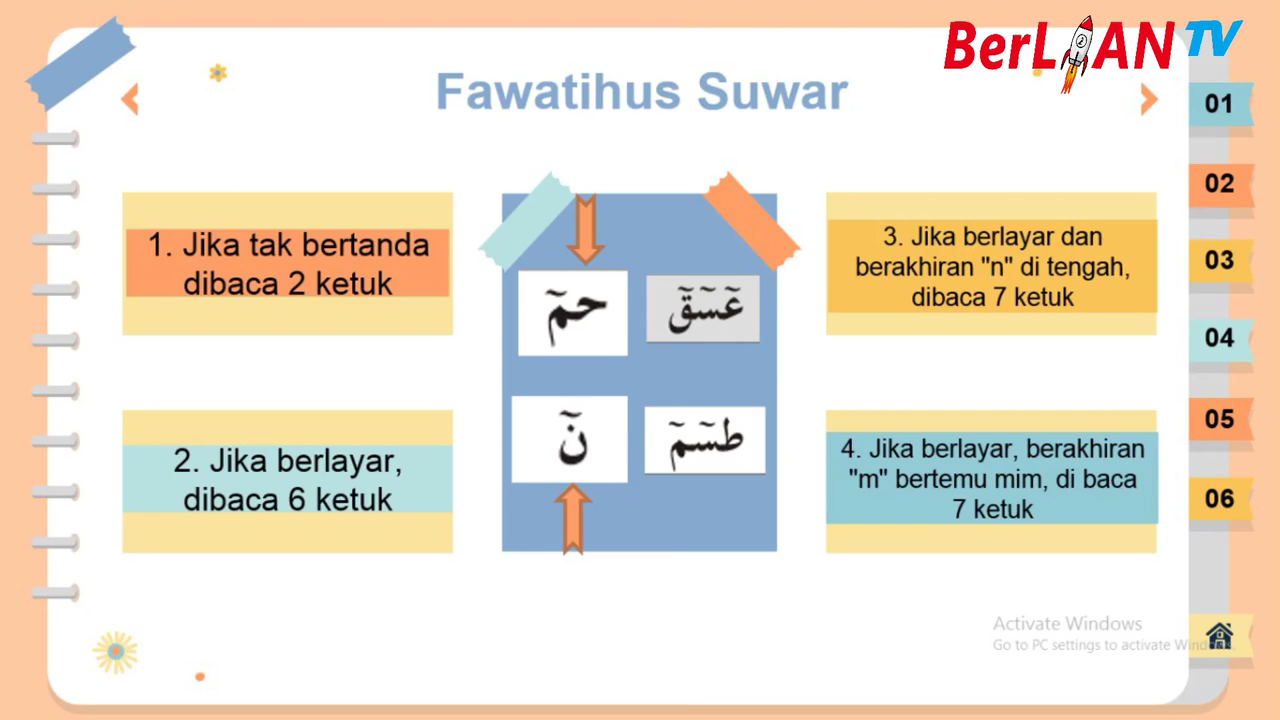 BerLIAN TV
Fawatihus Suwar
1. Jika tak bertanda
dibaca 2 ketuk
2. Jika berlayar,
dibaca 6 ketuk
حمٓ
عٓسٓقٓ
نٓ
طسٓمٓ
3. Jika berlayar dan
berakhiran "n" di tengah,
dibaca 7 ketuk
4. Jika berlayar, berakhiran
"m" bertemu mim, di baca
7 ketuk
01
02
03
04
05
06
Activate Windows
Go to PC settings to activate Windows.